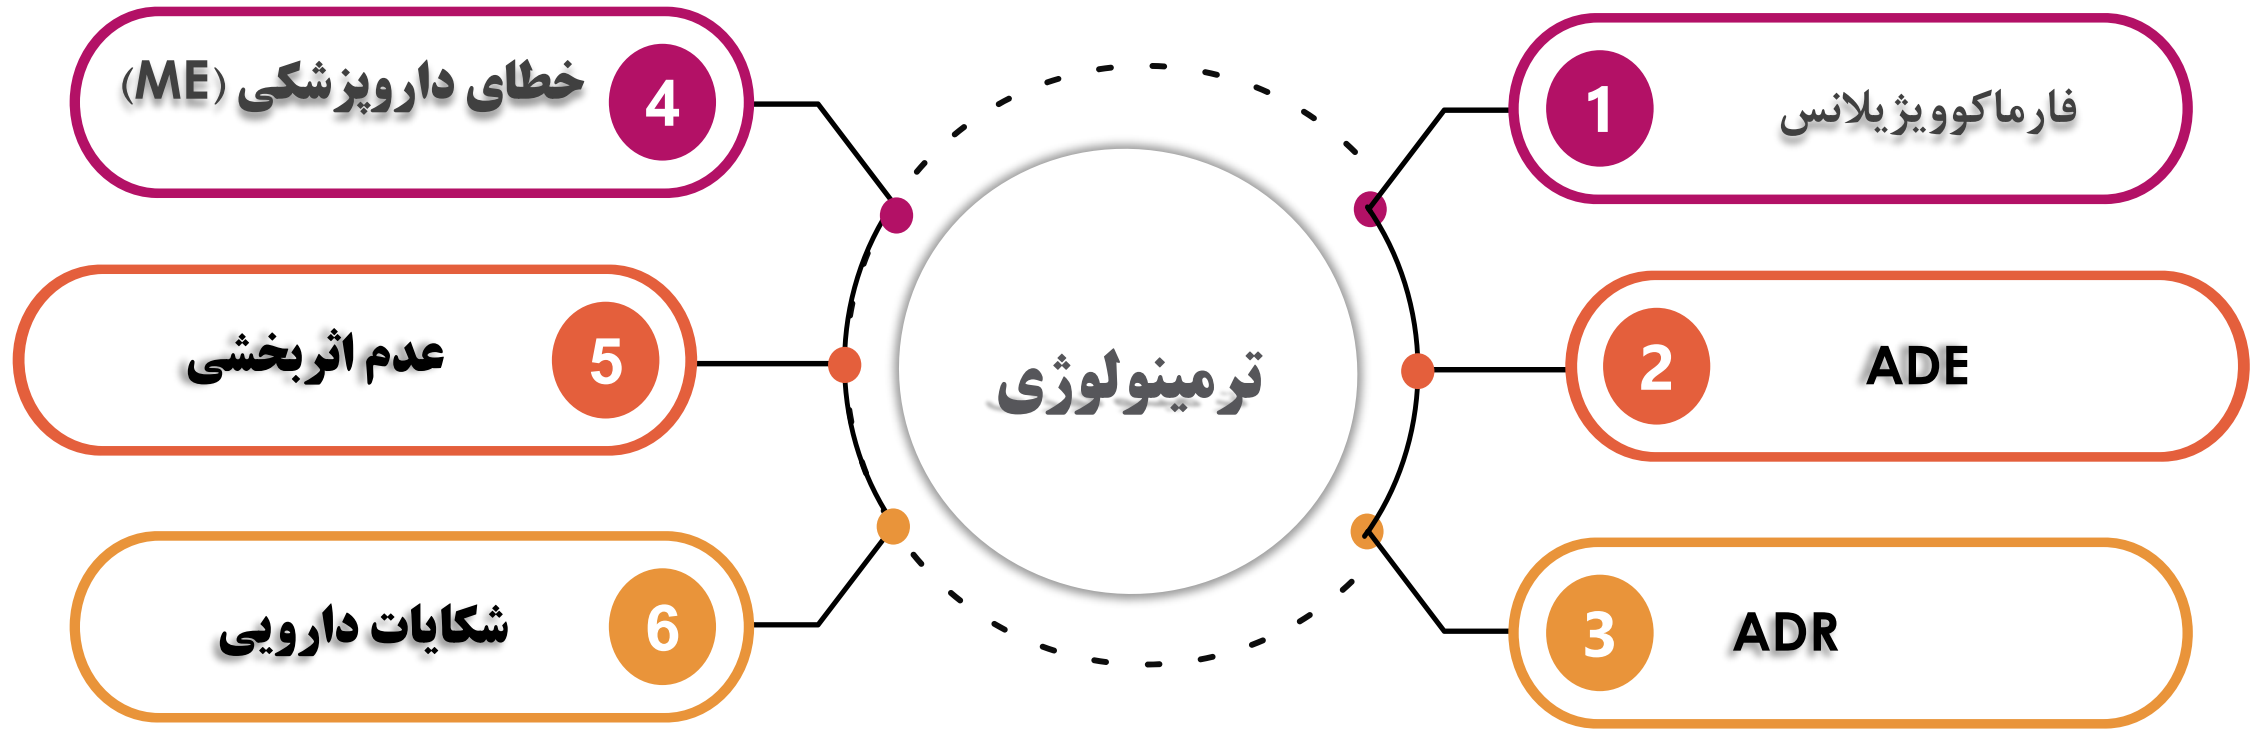 ترمینولوژی
1
فارماکوویژیلانس
2
ADE
3
ADR
4
خطای داروپزشکی (ME)
5
عدم اثربخشی
6
شکایات دارویی